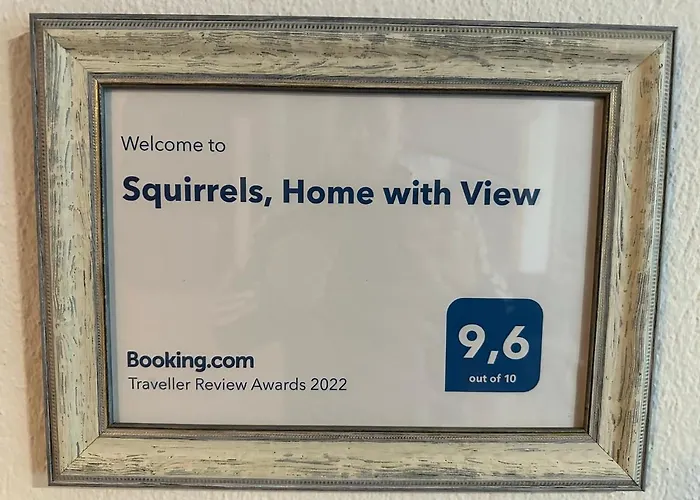 Welcome to
Squirrels, Home with View
9,6
out of 10
Booking.com
Traveller Review Awards 2022